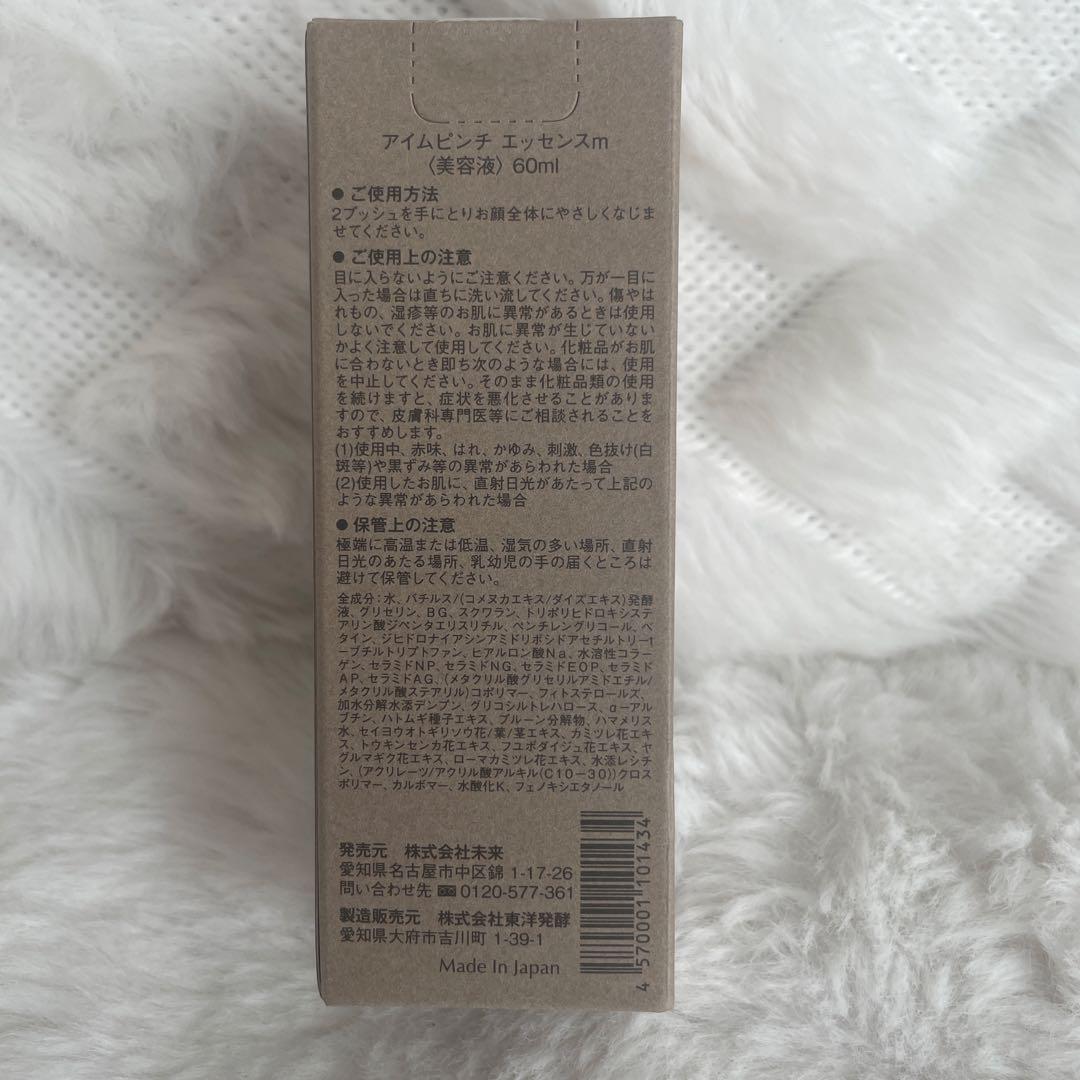 アイムピンチ エッセンスm
〈美容液〉60ml
● ご使用方法
2プッシュを手にとりお顔全体にやさしくなじま
せてください。
● ご使用上の注意
目に入らないようにご注意ください。万が一目に
入った場合は直ちに洗い流してください。傷やは
れもの、湿疹等のお肌に異常があるときは使用
しないでください。お肌に異常が生じていない
かよく注意して使用してください。化粧品がお肌
に合わないとき即ち次のような場合には、使用
を中止してください。そのまま化粧品類の使用
を続けますと、症状を悪化させることがありま
すので、皮膚科専門医等にご相談されることを
おすすめします。
(1)使用中、赤味、はれ、かゆみ、刺激、色抜け(白
斑等)や黒ずみ等の異常があらわれた場合
(2)使用したお肌に、直射日光があたって上記の
ような異常があらわれた場合
● 保管上の注意
極端に高温または低温、湿気の多い場所、直射
日光のあたる場所、乳幼児の手の届くところは
避けて保管してください。
全成分：水、バチルス/(コメヌカエキス/ダイズエキス)発酵
液、グリセリン、BG、スクワラン、トリポリヒドロキシステ
アリン酸ジペンタエリスリチル、ペンチレングリコール、ベ
タイン、ジヒドロナイアシンアミドリボシドアセチルトリーt
ーブチルトリプトファン、ヒアルロン酸Na、水溶性コラー
ゲン、セラミドNP、セラミドNG、セラミドEOP、セラミド
AP、セラミドAG、(メタクリル酸グリセリルアミドエチル/
メタクリル酸ステアリル)コポリマー、フィトステロールズ、
加水分解水添デンプン、グリコシルトレハロース、α－アル
ブチン、ハトムギ種子エキス、プルーン分解物、ハマメリス
水、セイヨウオトギリソウ花/葉/茎エキス、カミツレ花エキ
ス、トウキンセンカ花エキス、フユボダイジュ花エキス、ヤ
グルマギク花エキス、ローマカミツレ花エキス、水添レシチ
ン、(アクリレーツ/アクリル酸アルキル(C10－30))クロス
ポリマー、カルボマー、水酸化K、フェノキシエタノール
発売元 株式会社未来
愛知県名古屋市中区錦 1-17-26
問い合わせ先 0120-577-361
製造販売元 株式会社東洋発酵
愛知県大府市吉川町 1-39-1
Made In Japan
4 570001 101434